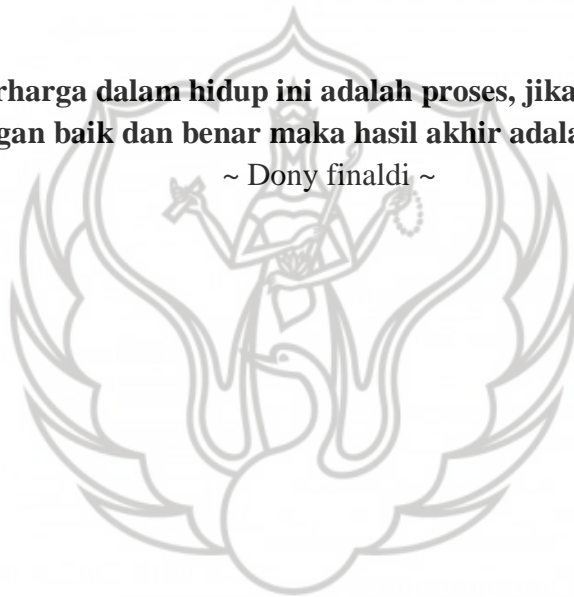 rharga dalam hidup ini adalah proses, jika
gan baik dan benar maka hasil akhir adala
~ Dony finaldi ~